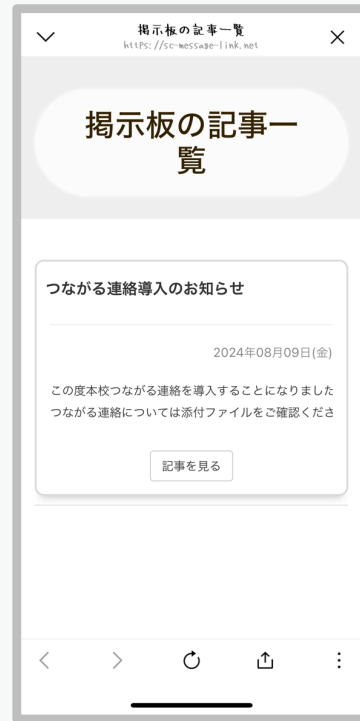 掲示板の記事一覧
https://sc-message-link.net
掲示板の記事一
覧
つながる連絡導入のお知らせ
2024年08月09日(金)
この度本校つながる連絡を導入することになりました
つながる連絡については添付ファイルをご確認くださ
記事を見る